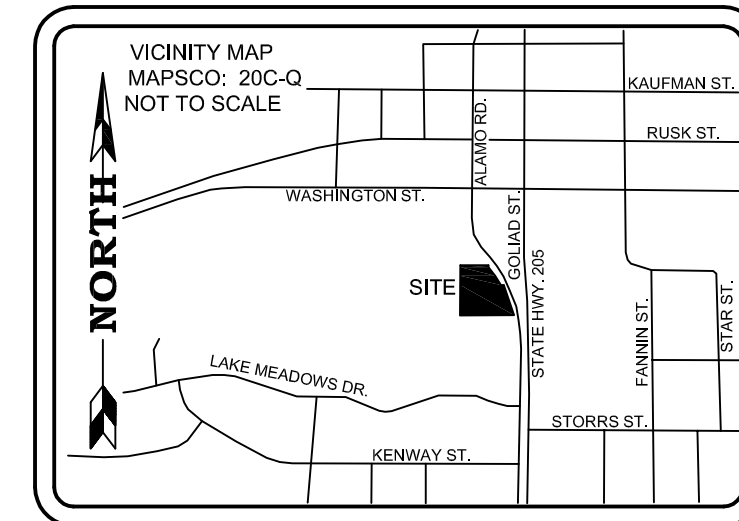 VICINITY MAP
MAPSCO: 20C-Q
NOT TO SCALE
KAUFMAN ST.
ALAMO RD.
RUSK ST.
WASHINGTON ST.
NORTH
GOLIAD ST.
STATE HWY. 205
SITE
FANNIN ST.
STAR ST.
LAKE MEADOWS DR.
STORRS ST.
KENWAY ST.